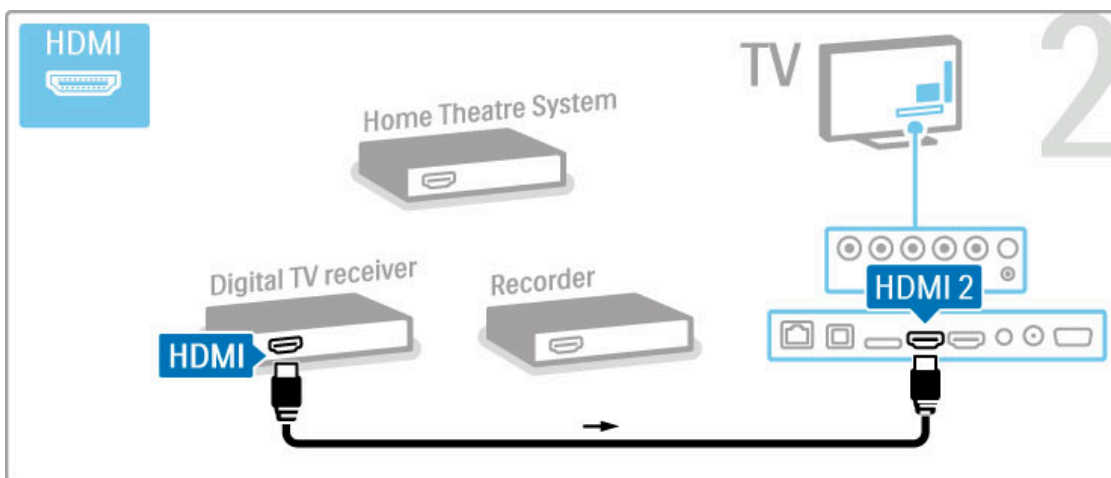 HDMI
TV
2
Home Theatre System
Digital TV receiver
Recorder
HDMI 2
HDMI